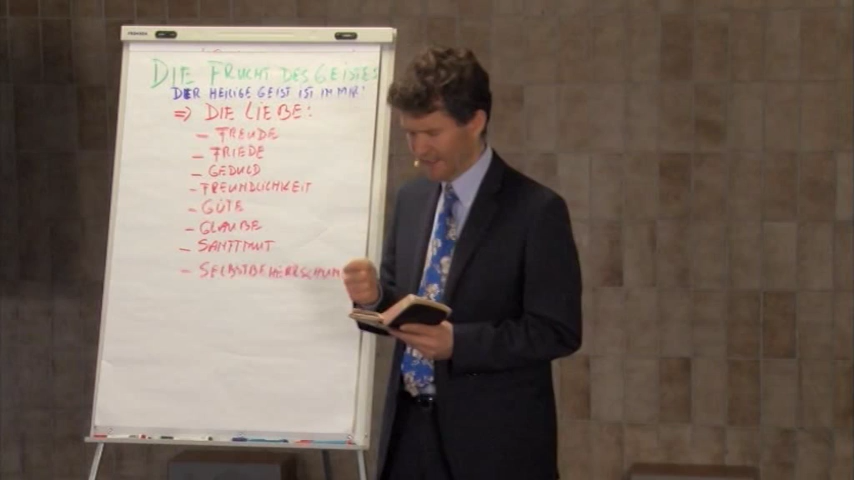 DIE FRUCHT DES GEISTES
DER HEILIGE GEIST IST IN MIR!
⇒ DIE LIEBE:
– FREUDE
– FRIEDE
– GEDULD
– FREUNDLICHKEIT
– GÜTE
– GLAUBE
– SANFTMUT
– SELBSTBEHERRSCHUN